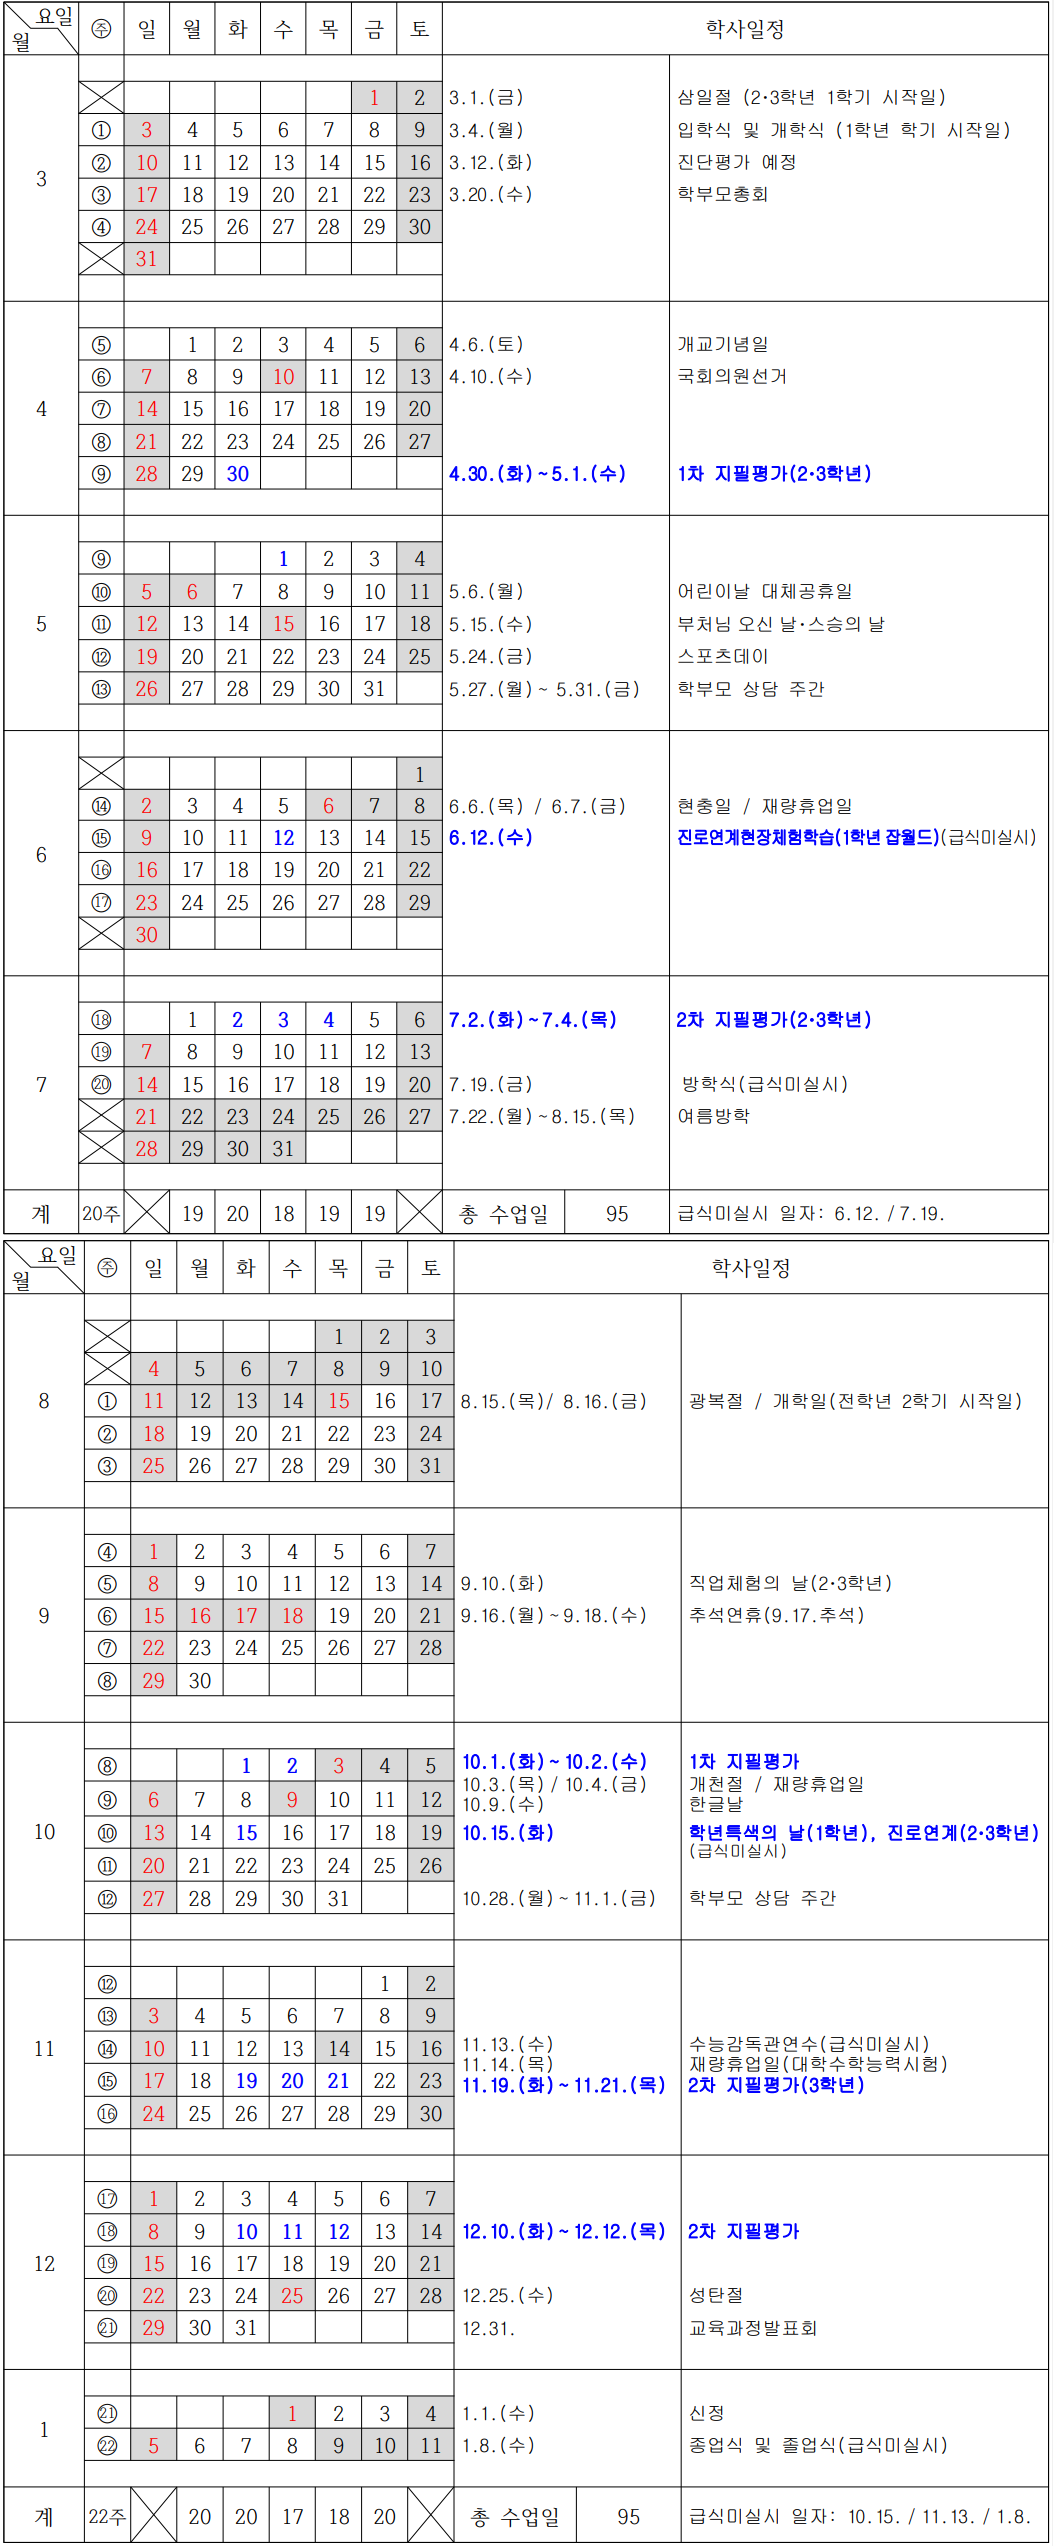 요일
월 ㈜ 일 월 화 수 목 금 토 학사일정
1 2 3.1.(금) 삼일절 (2·3학년 1학기 시작일)
① 3 4 5 6 7 8 9 3.4.(월) 입학식 및 개학식 (1학년 학기 시작일)
② 10 11 12 13 14 15 16 3.12.(화) 진단평가 예정
3 ③ 17 18 19 20 21 22 23 3.20.(수) 학부모총회
④ 24 25 26 27 28 29 30
31
⑤ 1 2 3 4 5 6 4.6.(토) 개교기념일
⑥ 7 8 9 10 11 12 13 4.10.(수) 국회의원선거
4 ⑦ 14 15 16 17 18 19 20
⑧ 21 22 23 24 25 26 27
⑨ 28 29 30 4.30.(화)~5.1.(수) 1차 지필평가(2·3학년)
⑨ 1 2 3 4
⑩ 5 6 7 8 9 10 11 5.6.(월) 어린이날 대체공휴일
5 ⑪ 12 13 14 15 16 17 18 5.15.(수) 부처님 오신 날·스승의 날
⑫ 19 20 21 22 23 24 25 5.24.(금) 스포츠데이
⑬ 26 27 28 29 30 31 5.27.(월)~ 5.31.(금) 학부모 상담 주간
1
⑭ 2 3 4 5 6 7 8 6.6.(목) / 6.7.(금) 현충일 / 재량휴업일
⑮ 9 10 11 12 13 14 15 6.12.(수) 진로연계현장체험학습(1학년 잡월드)(급식미실시)
6 ⑯ 16 17 18 19 20 21 22
⑰ 23 24 25 26 27 28 29
30
⑱ 1 2 3 4 5 6 7.2.(화)~7.4.(목) 2차 지필평가(2·3학년)
⑲ 7 8 9 10 11 12 13
7 ⑳ 14 15 16 17 18 19 20 7.19.(금) 방학식(급식미실시)
21 22 23 24 25 26 27 7.22.(월)~8.15.(목) 여름방학
28 29 30 31
계 20주 19 20 18 19 19 총 수업일 95 급식미실시 일자: 6.12. / 7.19.
요일
월 ㈜ 일 월 화 수 목 금 토 학사일정
1 2 3
4 5 6 7 8 9 10
8 ① 11 12 13 14 15 16 17 8.15.(목)/ 8.16.(금) 광복절 / 개학일(전학년 2학기 시작일)
② 18 19 20 21 22 23 24
③ 25 26 27 28 29 30 31
④ 1 2 3 4 5 6 7
⑤ 8 9 10 11 12 13 14 9.10.(화) 직업체험의 날(2·3학년)
9 ⑥ 15 16 17 18 19 20 21 9.16.(월)~9.18.(수) 추석연휴(9.17.추석)
⑦ 22 23 24 25 26 27 28
⑧ 29 30
⑧ 1 2 3 4 5 10.1.(화)~10.2.(수) 1차 지필평가
10.3.(목) / 10.4.(금) 개천절 / 재량휴업일
⑨ 6 7 8 9 10 11 12 10.9.(수) 한글날
10 ⑩ 13 14 15 16 17 18 19 10.15.(화) 학년특색의 날(1학년), 진로연계(2·3학년)
(급식미실시)
⑪ 20 21 22 23 24 25 26
⑫ 27 28 29 30 31 10.28.(월)~11.1.(금) 학부모 상담 주간
⑫ 1 2
⑬ 3 4 5 6 7 8 9
11 ⑭ 10 11 12 13 14 15 16 11.13.(수) 수능감독관연수(급식미실시)
11.14.(목) 재량휴업일(대학수학능력시험)
⑮ 17 18 19 20 21 22 23 11.19.(화)~11.21.(목) 2차 지필평가(3학년)
⑯ 24 25 26 27 28 29 30
⑰ 1 2 3 4 5 6 7
⑱ 8 9 10 11 12 13 14 12.10.(화)~12.12.(목) 2차 지필평가
12 ⑲ 15 16 17 18 19 20 21
⑳ 22 23 24 25 26 27 28 12.25.(수) 성탄절
㉑ 29 30 31 12.31. 교육과정발표회
㉑ 1 2 3 4 1.1.(수) 신정
1 ㉒ 5 6 7 8 9 10 11 1.8.(수) 종업식 및 졸업식(급식미실시)
계 22주 20 20 17 18 20 총 수업일 95 급식미실시 일자: 10.15. / 11.13. / 1.8.